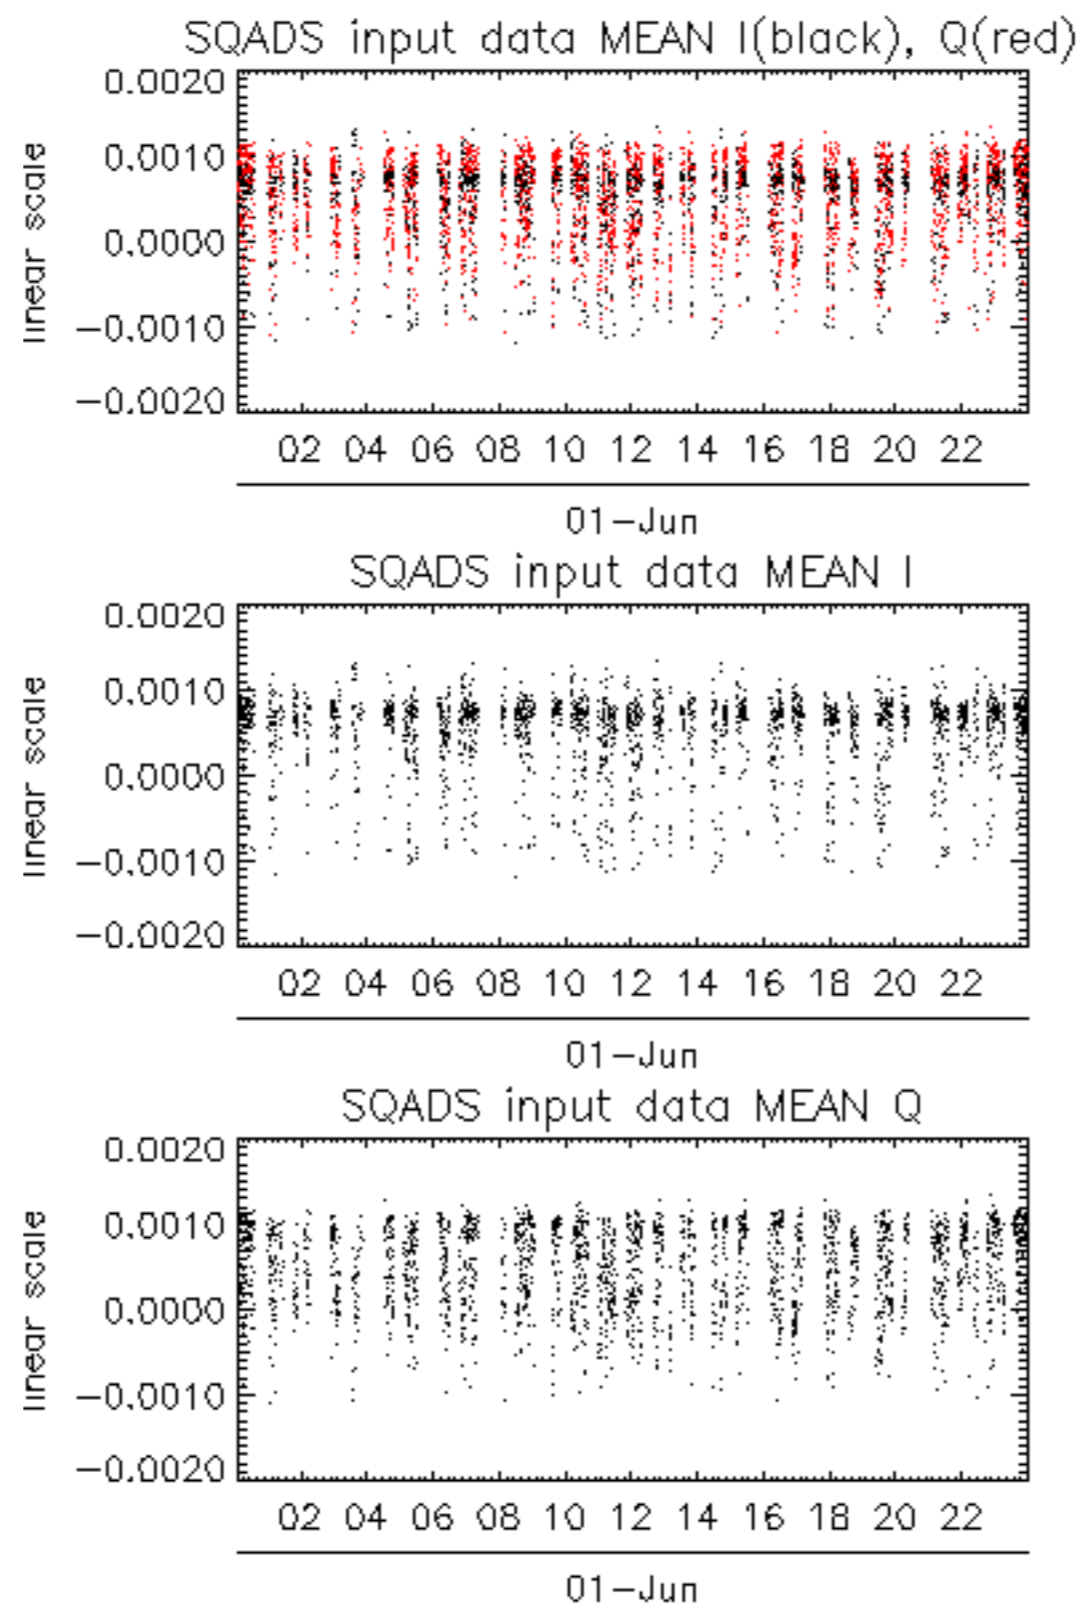 SQADS input data MEAN I(black), Q(red)
0.0020
0.0010
0.0000
−0.0010
−0.0020
linear scale
02 04 06 08 10 12 14 16 18 20 22
01−Jun
SQADS input data MEAN I
0.0020
0.0010
0.0000
−0.0010
−0.0020
linear scale
02 04 06 08 10 12 14 16 18 20 22
01−Jun
SQADS input data MEAN Q
0.0020
0.0010
0.0000
−0.0010
−0.0020
linear scale
02 04 06 08 10 12 14 16 18 20 22
01−Jun